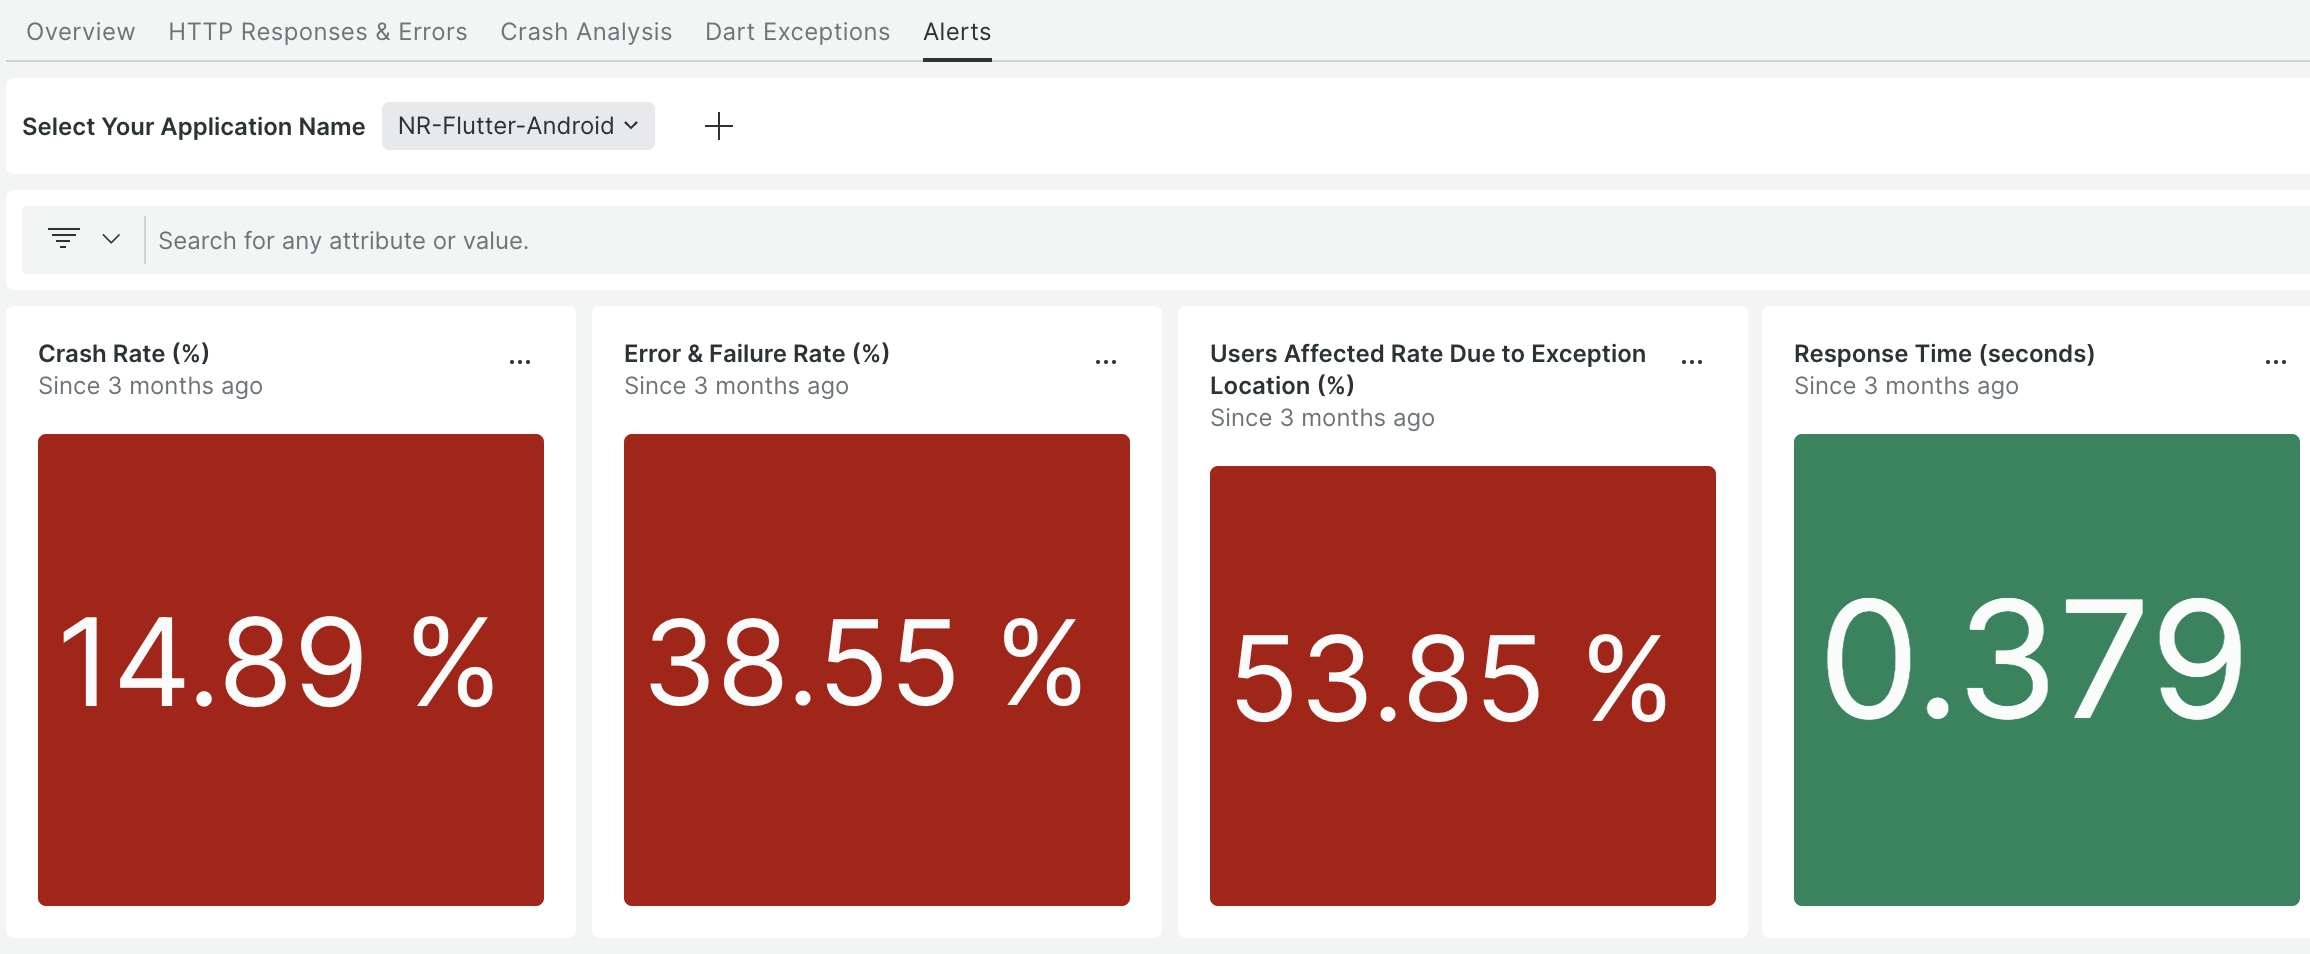 Overview HTTP Responses & Errors Crash Analysis Dart Exceptions Alerts
Select Your Application Name NR-Flutter-Android
Search for any attribute or value.
Crash Rate (%)
Since 3 months ago
14.89 %
Error & Failure Rate (%)
Since 3 months ago
38.55 %
Users Affected Rate Due to Exception
Location (%)
Since 3 months ago
53.85 %
Response Time (seconds)
Since 3 months ago
0.379